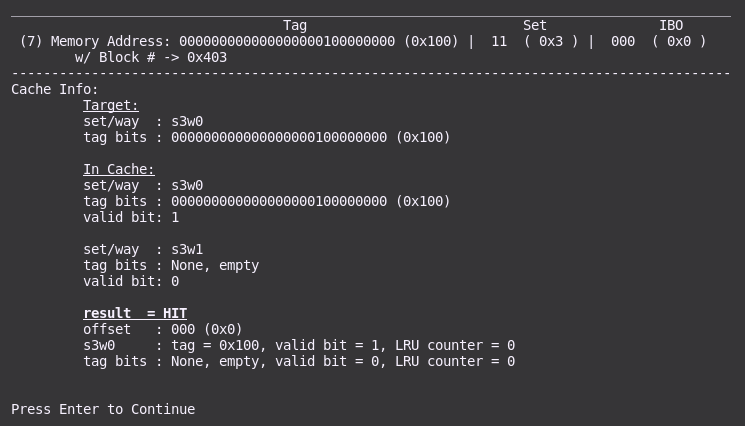 Tag Set IBO
(7) Memory Address: 000000000000000000100000000 (0x100) | 11 ( 0x3 ) | 000 ( 0x0 )
w/ Block # -> 0x403
------------------------------------------------------------------------------------------
Cache Info:
Target:
set/way : s3w0
tag bits : 000000000000000000100000000 (0x100)
In Cache:
set/way : s3w0
tag bits : 000000000000000000100000000 (0x100)
valid bit: 1
set/way : s3w1
tag bits : None, empty
valid bit: 0
result = HIT
offset : 000 (0x0)
s3w0 : tag = 0x100, valid bit = 1, LRU counter = 0
tag bits : None, empty, valid bit = 0, LRU counter = 0
Press Enter to Continue